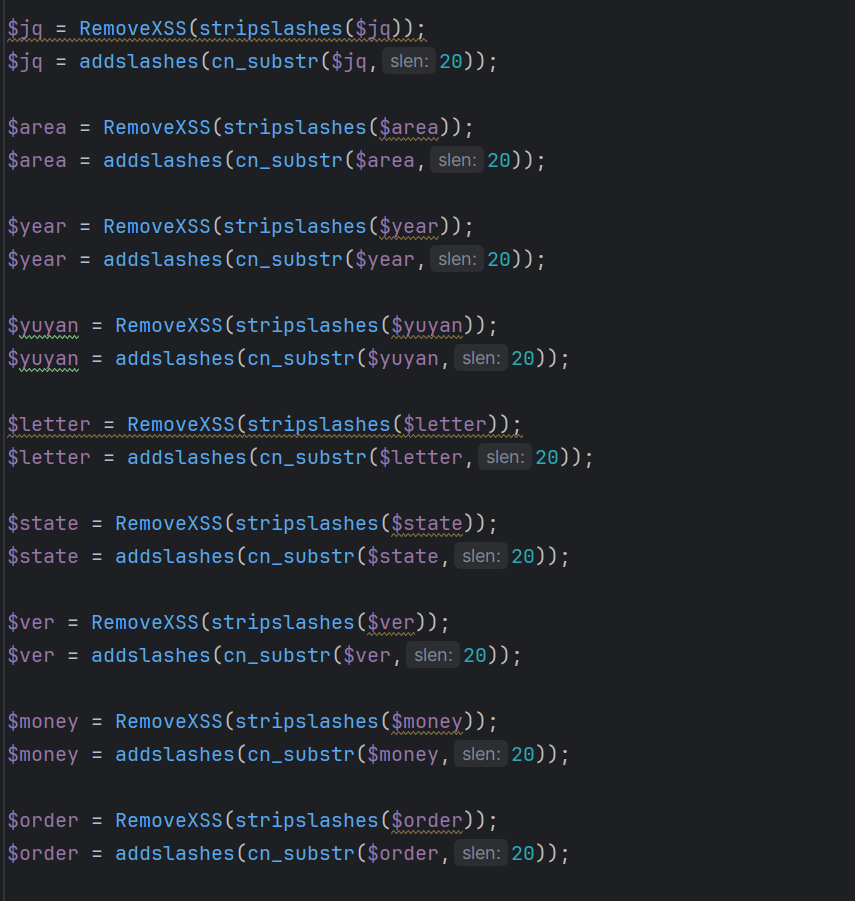 $jq = RemoveXSS(stripslashes($jq));
$jq = addslashes(cn_substr($jq, slen: 20));
$area = RemoveXSS(stripslashes($area));
$area = addslashes(cn_substr($area, slen: 20));
$year = RemoveXSS(stripslashes($year));
$year = addslashes(cn_substr($year, slen: 20));
$yuyan = RemoveXSS(stripslashes($yuyan));
$yuyan = addslashes(cn_substr($yuyan, slen: 20));
$letter = RemoveXSS(stripslashes($letter));
$letter = addslashes(cn_substr($letter, slen: 20));
$state = RemoveXSS(stripslashes($state));
$state = addslashes(cn_substr($state, slen: 20));
$ver = RemoveXSS(stripslashes($ver));
$ver = addslashes(cn_substr($ver, slen: 20));
$money = RemoveXSS(stripslashes($money));
$money = addslashes(cn_substr($money, slen: 20));
$order = RemoveXSS(stripslashes($order));
$order = addslashes(cn_substr($order, slen: 20));